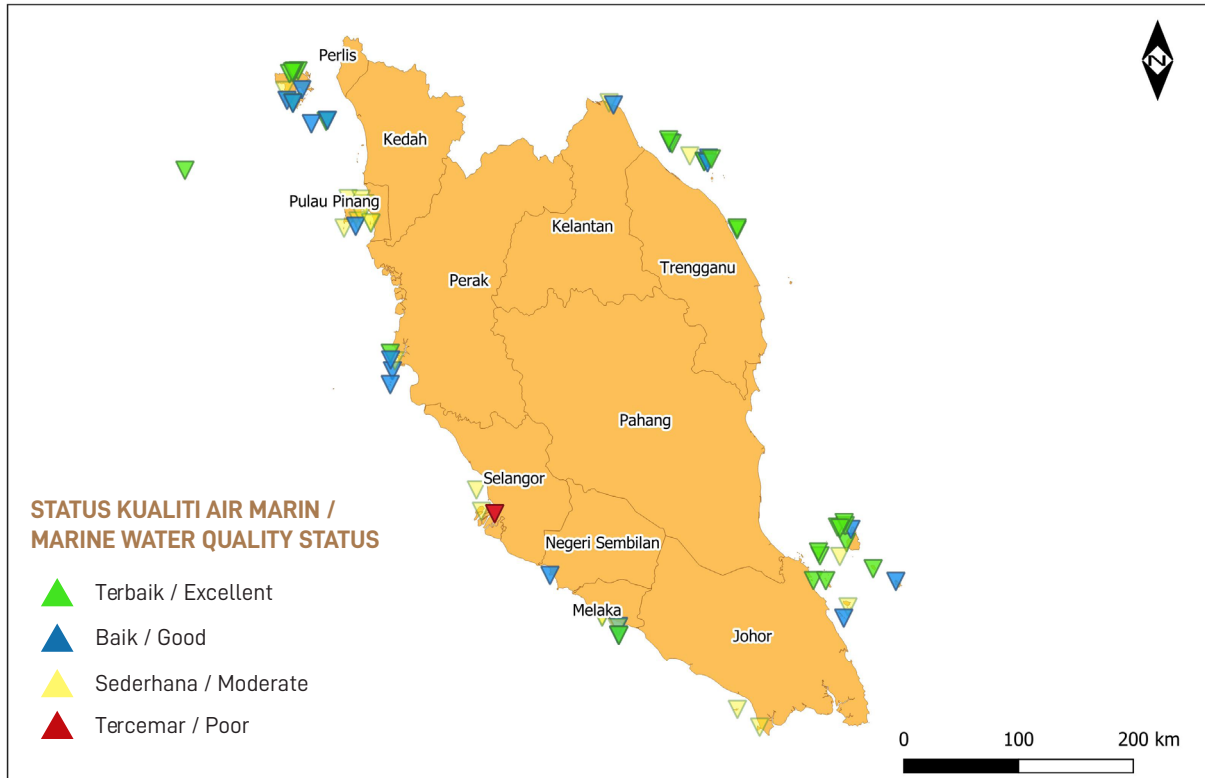 Perlis
Kedah
Pulau Pinang
Kelantan
Trengganu
Perak
Pahang
Selangor
Negeri Sembilan
Melaka
Johor
N
STATUS KUALITI AIR MARIN /
MARINE WATER QUALITY STATUS
Terbaik / Excellent
Baik / Good
Sederhana / Moderate
Tercemar / Poor
0 100 200 km